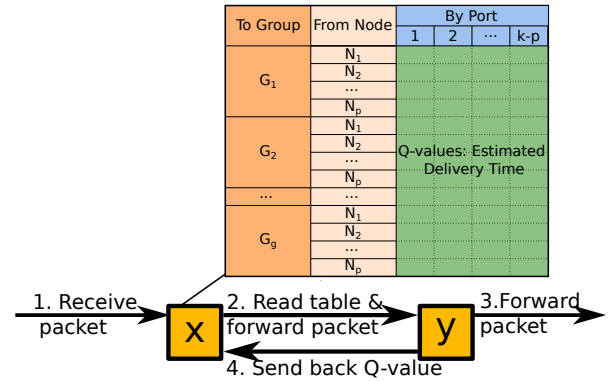 To Group From Node By Port
1 2 ... k-p
G1
N1
N2
...
Np
G2
N1
N2
...
Np
Q-values: Estimated
Delivery Time
... ...
Gg
N1
N2
...
Np
1. Receive
packet
x
2. Read table &
forward packet
y
3.Forward
packet
4. Send back Q-value